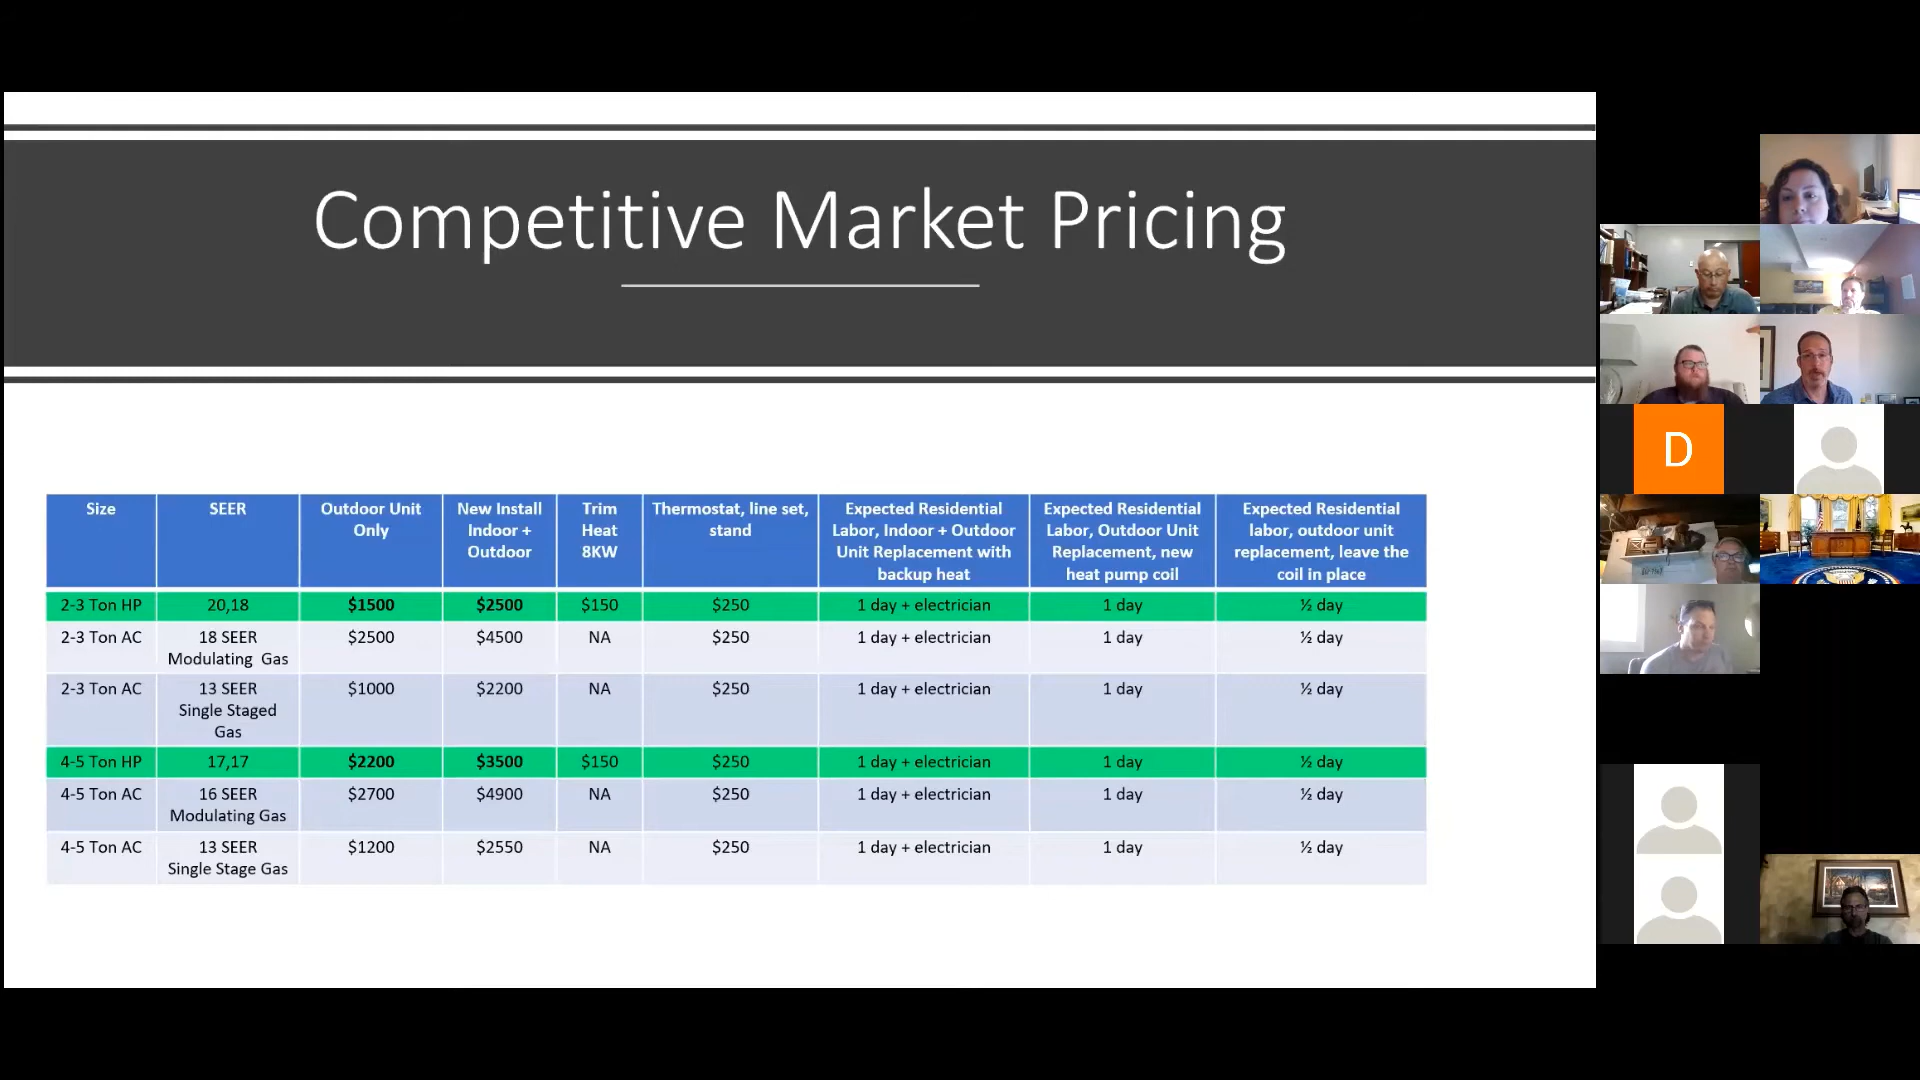 Competitive Market Pricing
Size SEER Outdoor Unit Only New Install Indoor + Outdoor Trim Heat 8KW Thermostat, line set, stand Expected Residential Labor, Indoor + Outdoor Unit Replacement with backup heat Expected Residential Labor, Outdoor Unit Replacement, new heat pump coil Expected Residential labor, outdoor unit replacement, leave the coil in place
2-3 Ton HP 20,18 $1500 $2500 $150 $250 1 day + electrician 1 day ½ day
2-3 Ton AC 18 SEER Modulating Gas $2500 $4500 NA $250 1 day + electrician 1 day ½ day
2-3 Ton AC 13 SEER Single Staged Gas $1000 $2200 NA $250 1 day + electrician 1 day ½ day
4-5 Ton HP 17,17 $2200 $3500 $150 $250 1 day + electrician 1 day ½ day
4-5 Ton AC 16 SEER Modulating Gas $2700 $4900 NA $250 1 day + electrician 1 day ½ day
4-5 Ton AC 13 SEER Single Stage Gas $1200 $2550 NA $250 1 day + electrician 1 day ½ day
D